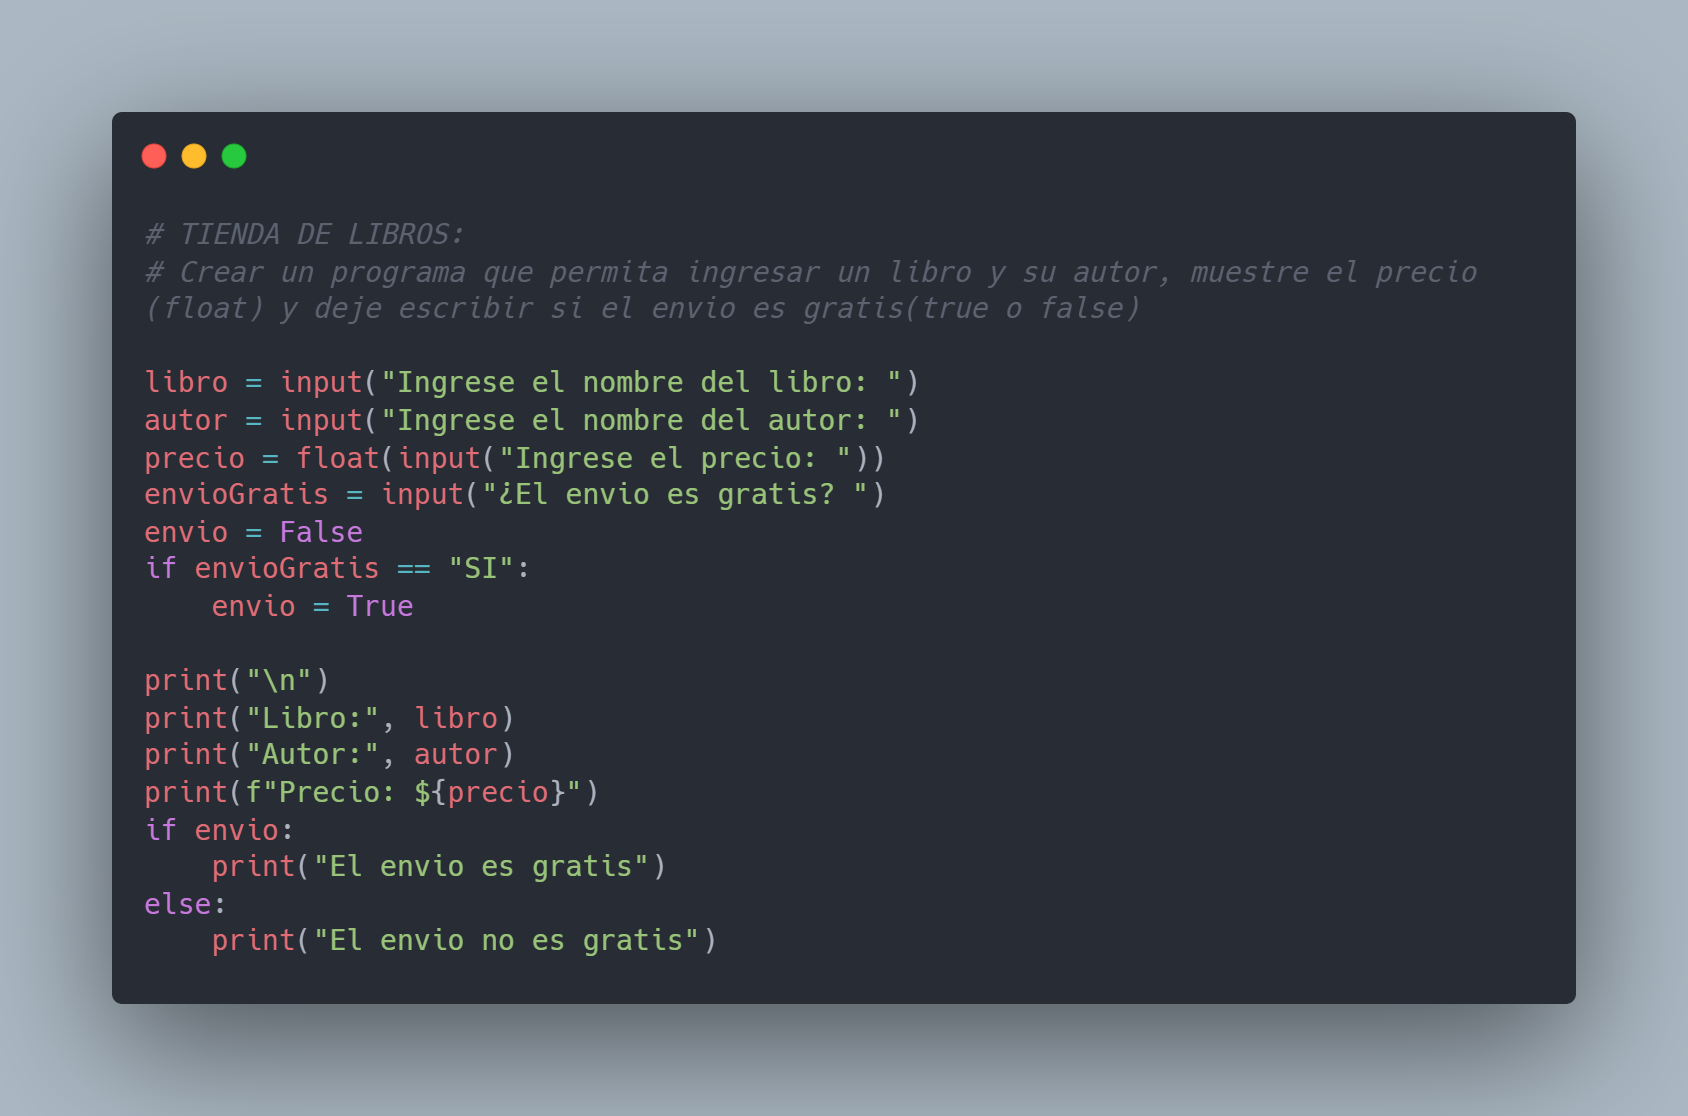 # TIENDA DE LIBROS:
# Crear un programa que permita ingresar un libro y su autor, muestre el precio
(float) y deje escribir si el envio es gratis(true o false)

libro = input("Ingrese el nombre del libro: ")
autor = input("Ingrese el nombre del autor: ")
precio = float(input("Ingrese el precio: "))
envioGratis = input("¿El envio es gratis? ")
envio = False
if envioGratis == "SI":
    envio = True

print("\n")
print("Libro:", libro)
print("Autor:", autor)
print(f"Precio: ${precio}")
if envio:
    print("El envio es gratis")
else:
    print("El envio no es gratis")